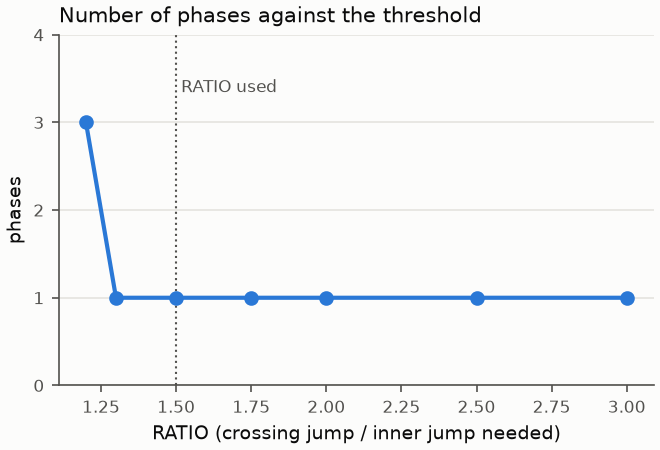 Number of phases against the threshold
4
RATIO used
3
phases
2
1
0
1.25 1.50 1.75 2.00 2.25 2.50 2.75 3.00
RATIO (crossing jump / inner jump needed)